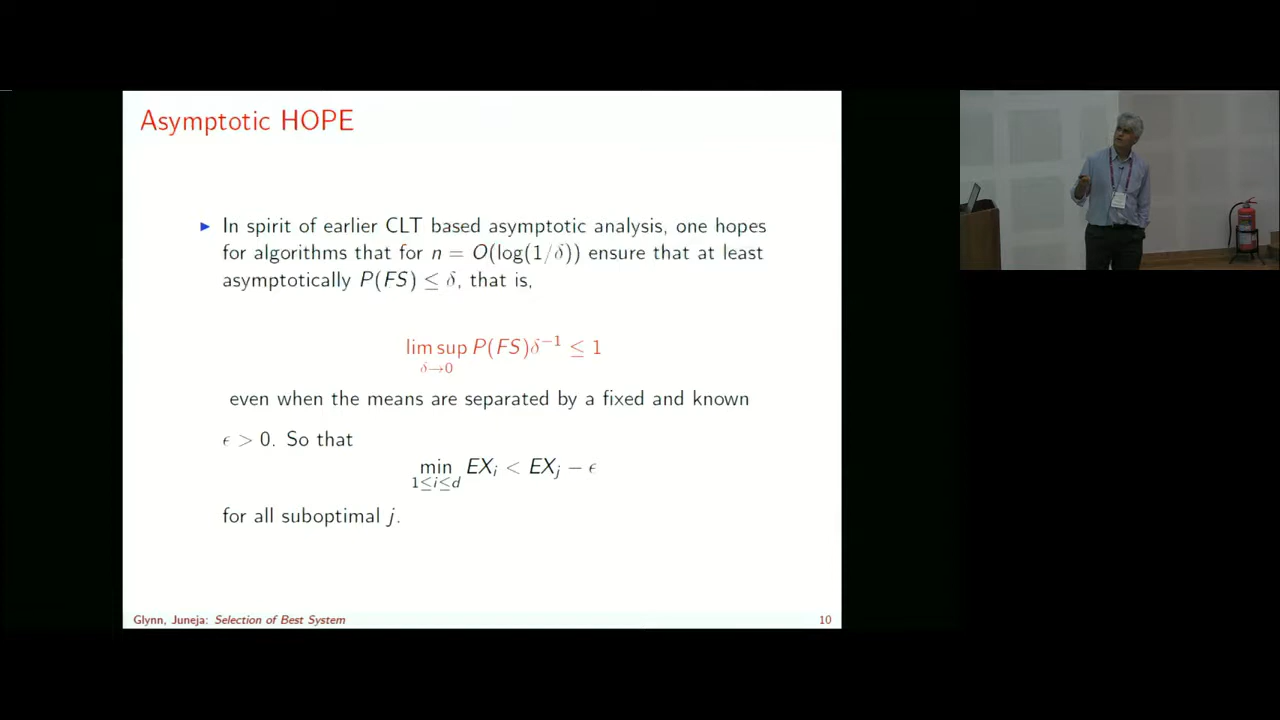 Asymptotic HOPE
▶ In spirit of earlier CLT based asymptotic analysis, one hopes
for algorithms that for n = O(log(1/δ)) ensure that at least
asymptotically P(FS) ≤ δ, that is,
lim sup P(FS)δ⁻¹ ≤ 1
δ→0
even when the means are separated by a fixed and known
ϵ > 0. So that
min EXᵢ < EXⱼ − ϵ
1≤i≤d
for all suboptimal j.
Glynn, Juneja: Selection of Best System 10